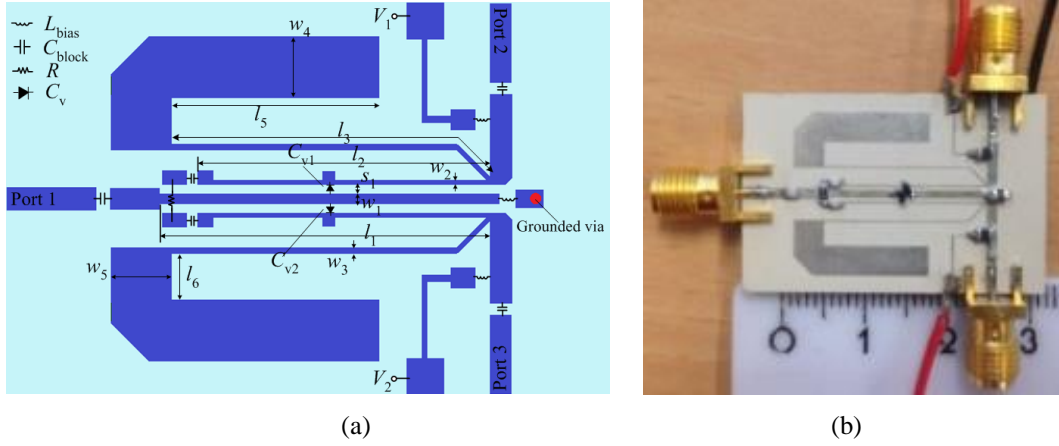 L_bias
C_block
R
C_v
V_1
V_2
Port 1
Port 2
Port 3
w_4
l_5
l_3
l_2
C_v1
s_1
w_2
w_1
l_1
Grounded via
C_v2
w_3
w_5
l_6
0 1 2 3
(a)
(b)